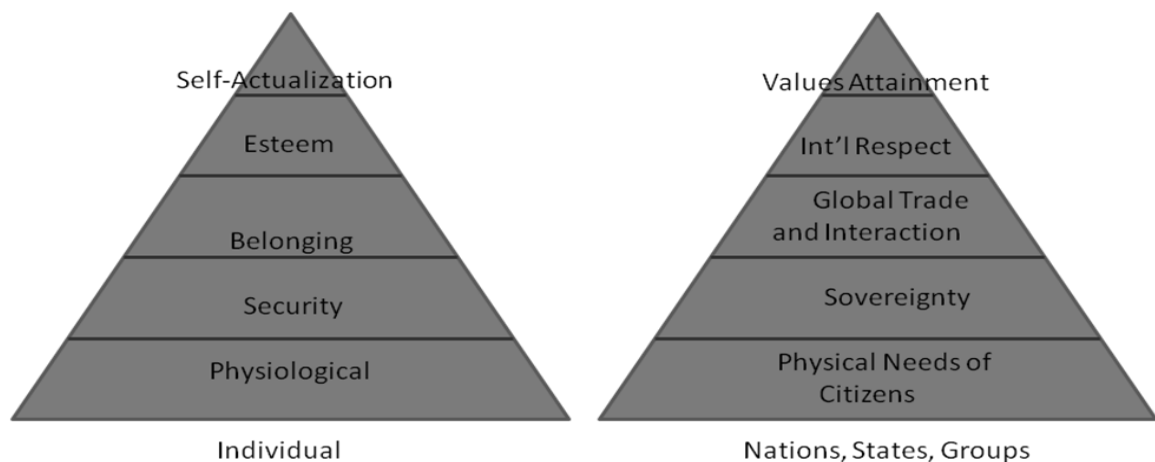 Self-Actualization
Esteem
Belonging
Security
Physiological
Individual
Values Attainment
Int'l Respect
Global Trade
and Interaction
Sovereignty
Physical Needs of
Citizens
Nations, States, Groups